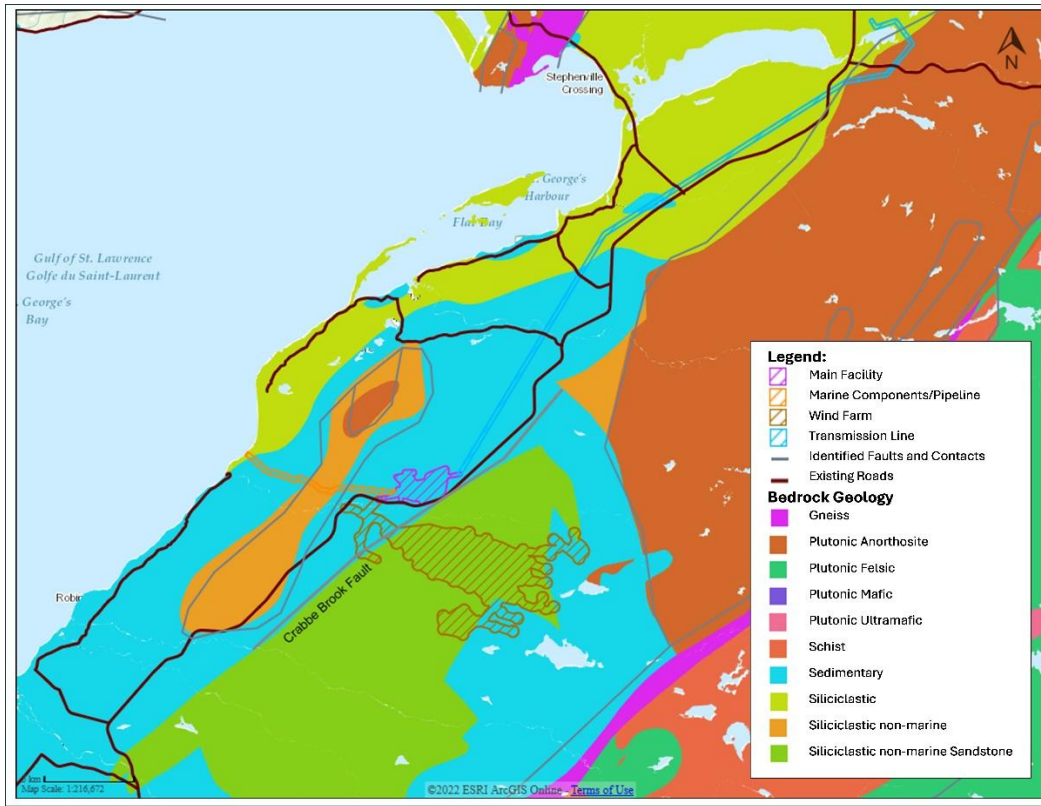 N
Stephenville
Crossing
George's
Harbour
Flat Bay
Gulf of St. Lawrence
Golfe du Saint-Laurent
George's
Bay
Legend:
Main Facility
Marine Components/Pipeline
Wind Farm
Transmission Line
Identified Faults and Contacts
Existing Roads
Bedrock Geology
Gneiss
Plutonic Anorthosite
Plutonic Felsic
Plutonic Mafic
Plutonic Ultramafic
Schist
Sedimentary
Siliciclastic
Siliciclastic non-marine
Siliciclastic non-marine Sandstone
Crabbe Brook Fault
Robin
km
Map Scale: 1:216,672
©2022 ESRI ArcGIS Online - Terms of Use